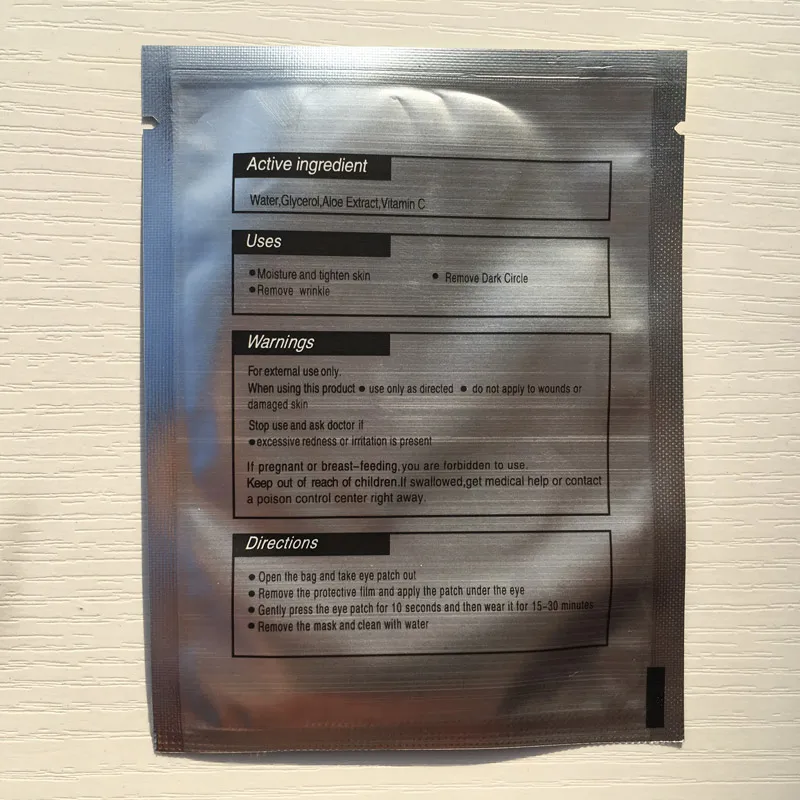 Active ingredient
Water,Glycerol,Aloe Extract,Vitamin C
Uses
●Moisture and tighten skin ● Remove Dark Circle
●Remove wrinkle
Warnings
For external use only.
When using this product ● use only as directed ● do not apply to wounds or
damaged skin
Stop use and ask doctor if
●excessive redness or irritation is present
If pregnant or breast-feeding,you are forbidden to use.
Keep out of reach of children.If swallowed,get medical help or contact
a poison control center right away.
Directions
● Open the bag and take eye patch out
● Remove the protective film and apply the patch under the eye
● Gently press the eye patch for 10 seconds and then wear it for 15-30 minutes
● Remove the mask and clean with water